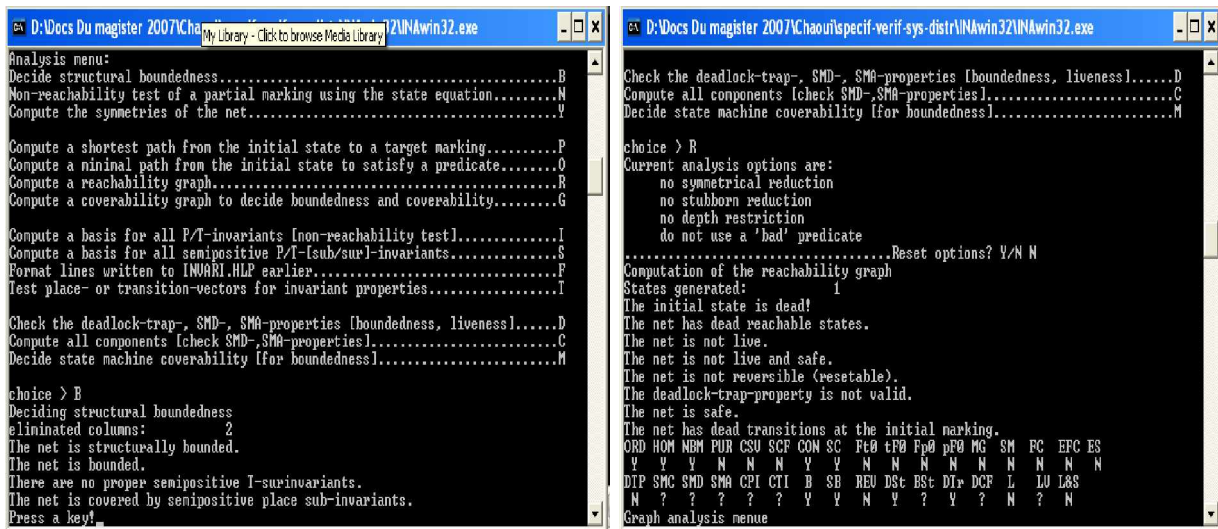 D:\Docs Du magister 2007\Cha
My Library - Click to browse Media Library
\INAwin32.exe
Analysis menu:
Decide structural boundedness..........................................B
Non-reachability test of a partial marking using the state equation.........N
Compute the symmetries of the net.......................................Y
Compute a shortest path from the initial state to a target marking..........P
Compute a minimal path from the initial state to satisfy a predicate........O
Compute a reachability graph............................................R
Compute a coverability graph to decide boundedness and coverability.........G
Compute a basis for all P/T-invariants [non-reachability test].............I
Compute a basis for all semipositive P/T-[sub/sur]-invariants..............S
Format lines written to INVARI.HLP earlier..............................F
Test place- or transition-vectors for invariant properties.................T
Check the deadlock-trap-, SMD-, SMA-properties [boundedness, liveness]......D
Compute all components [check SMD-,SMA-properties].........................C
Decide state machine coverability [for boundedness]........................M
choice > B
Deciding structural boundedness
eliminated columns: 2
The net is structurally bounded.
The net is bounded.
There are no proper semipositive T-surinvariants.
The net is covered by semipositive place sub-invariants.
Press a key!_
D:\Docs Du magister 2007\Chaoui\specif-verif-sys-distr\INAwin32\INAwin32.exe
Check the deadlock-trap-, SMD-, SMA-properties [boundedness, liveness]......D
Compute all components [check SMD-,SMA-properties].........................C
Decide state machine coverability [for boundedness]........................M
choice > R
Current analysis options are:
no symmetrical reduction
no stubborn reduction
no depth restriction
do not use a 'bad' predicate
....................................Reset options? Y/N N
Computation of the reachability graph
States generated: 1
The initial state is dead!
The net has dead reachable states.
The net is not live.
The net is not live and safe.
The net is not reversible (resetable).
The deadlock-trap-property is not valid.
The net is safe.
The net has dead transitions at the initial marking.
ORD HOM NBM PUR CSV SCF CON SC Ft0 tF0 Fp0 pF0 MG SM FC EFC ES
Y Y Y N N N Y Y N N N N N N N N N
DTP SMC SMD SMA CPI CTI B SB REV DSt BSt DTr DCF L LV L&S
N ? ? ? ? ? Y Y N Y ? Y ? N ? N
Graph analysis menue